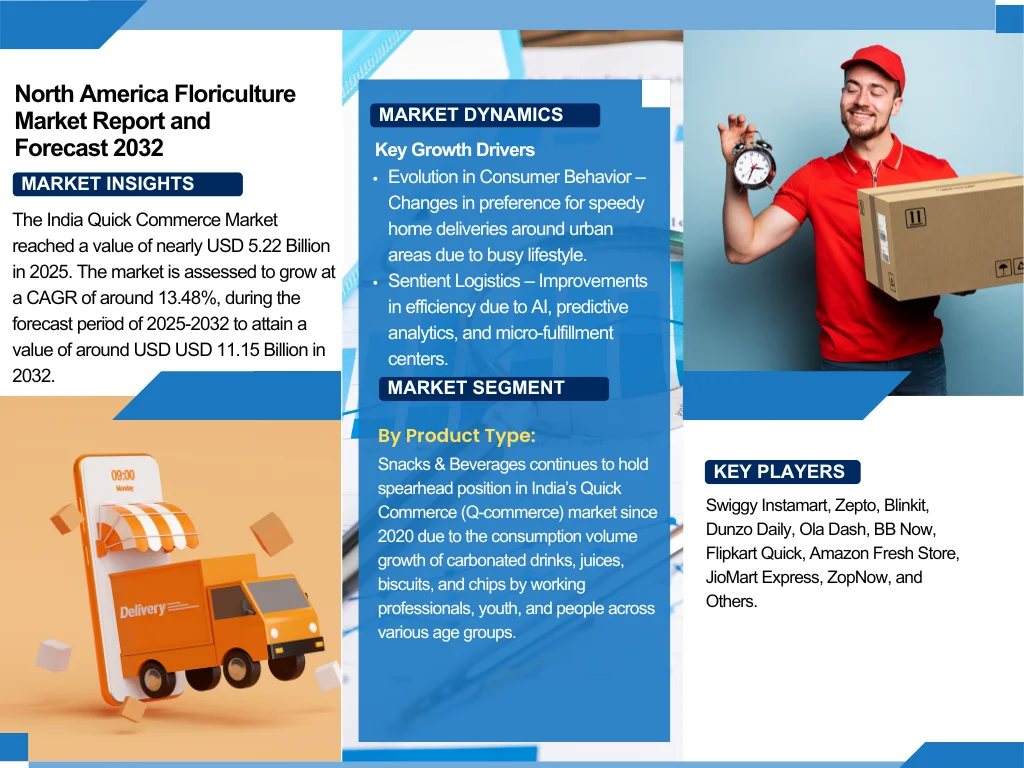 North America Floriculture
Market Report and
Forecast 2032
MARKET INSIGHTS
The India Quick Commerce Market
reached a value of nearly USD 5.22 Billion
in 2025. The market is assessed to grow at
a CAGR of around 13.48%, during the
forecast period of 2025-2032 to attain a
value of around USD USD 11.15 Billion in
2032.
09:00
Monday
Delivery
MARKET DYNAMICS
Key Growth Drivers
• Evolution in Consumer Behavior –
Changes in preference for speedy
home deliveries around urban
areas due to busy lifestyle.
• Sentient Logistics – Improvements
in efficiency due to AI, predictive
analytics, and micro-fulfillment
centers.
MARKET SEGMENT
By Product Type:
Snacks & Beverages continues to hold
spearhead position in India's Quick
Commerce (Q-commerce) market since
2020 due to the consumption volume
growth of carbonated drinks, juices,
biscuits, and chips by working
professionals, youth, and people across
various age groups.
KEY PLAYERS
Swiggy Instamart, Zepto, Blinkit,
Dunzo Daily, Ola Dash, BB Now,
Flipkart Quick, Amazon Fresh Store,
JioMart Express, ZopNow, and
Others.